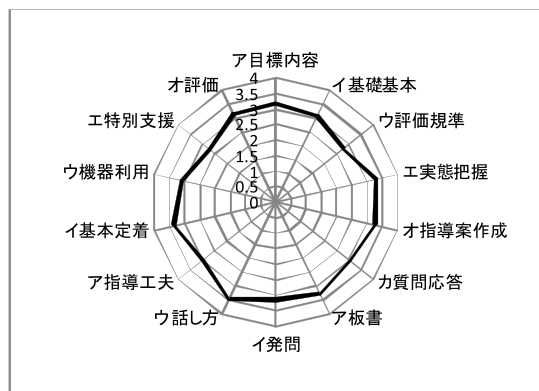 ア目標内容
イ基礎基本
ウ評価規準
エ実態把握
オ指導案作成
カ質問応答
ア板書
イ発問
ウ話し方
ア指導工夫
イ基本定着
ウ機器利用
エ特別支援
オ評価
4
3.5
3
2.5
2
1.5
1
0.5
0